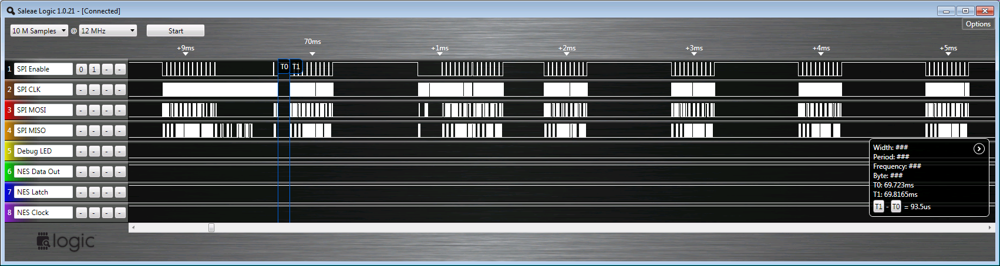 Saleae Logic 1.0.21 - [Connected]
10 M Samples @ 12 MHz Start Options
+9ms 70ms +1ms +2ms +3ms +4ms +5ms
1 SPI Enable 0 1 - - T0 T1
2 SPI CLK - - - -
3 SPI MOSI - - - -
4 SPI MISO - - - -
5 Debug LED - - - -
6 NES Data Out - - - -
7 NES Latch - - - -
8 NES Clock - - - -
Width: ###
Period: ###
Frequency: ###
Byte: ###
T0: 69.723ms
T1: 69.8165ms
T1 - T0 = 93.5us
logic